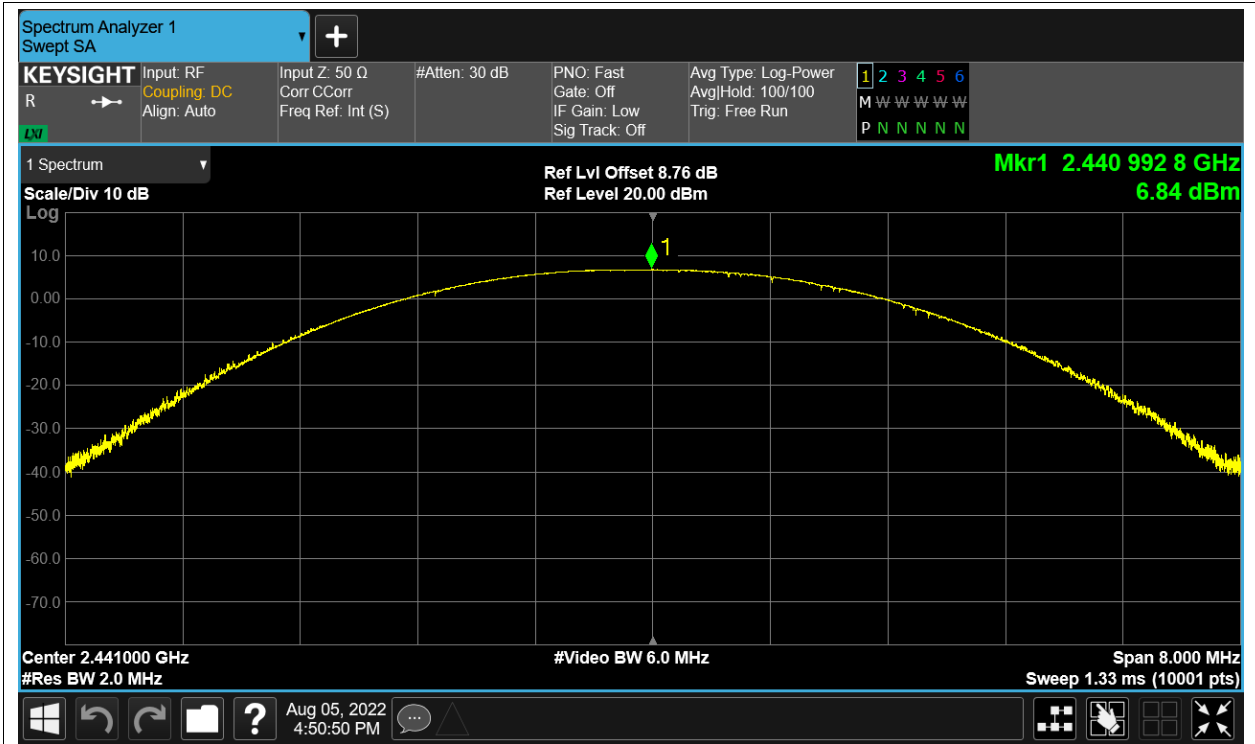 Spectrum Analyzer 1
Swept SA
KEYSIGHT
R
LXI
Input: RF
Coupling: DC
Align: Auto
Input Z: 50 Ω
Corr CCorr
Freq Ref: Int (S)
#Atten: 30 dB
PNO: Fast
Gate: Off
IF Gain: Low
Sig Track: Off
Avg Type: Log-Power
Avg|Hold: 100/100
Trig: Free Run
1 2 3 4 5 6
M W W W W W W
P N N N N N
1 Spectrum
Scale/Div 10 dB
Log
Ref Lvl Offset 8.76 dB
Ref Level 20.00 dBm
Mkr1 2.440 992 8 GHz
6.84 dBm
1
10.0
0.00
-10.0
-20.0
-30.0
-40.0
-50.0
-60.0
-70.0
Center 2.441000 GHz
#Res BW 2.0 MHz
#Video BW 6.0 MHz
Span 8.000 MHz
Sweep 1.33 ms (10001 pts)
?
Aug 05, 2022
4:50:50 PM